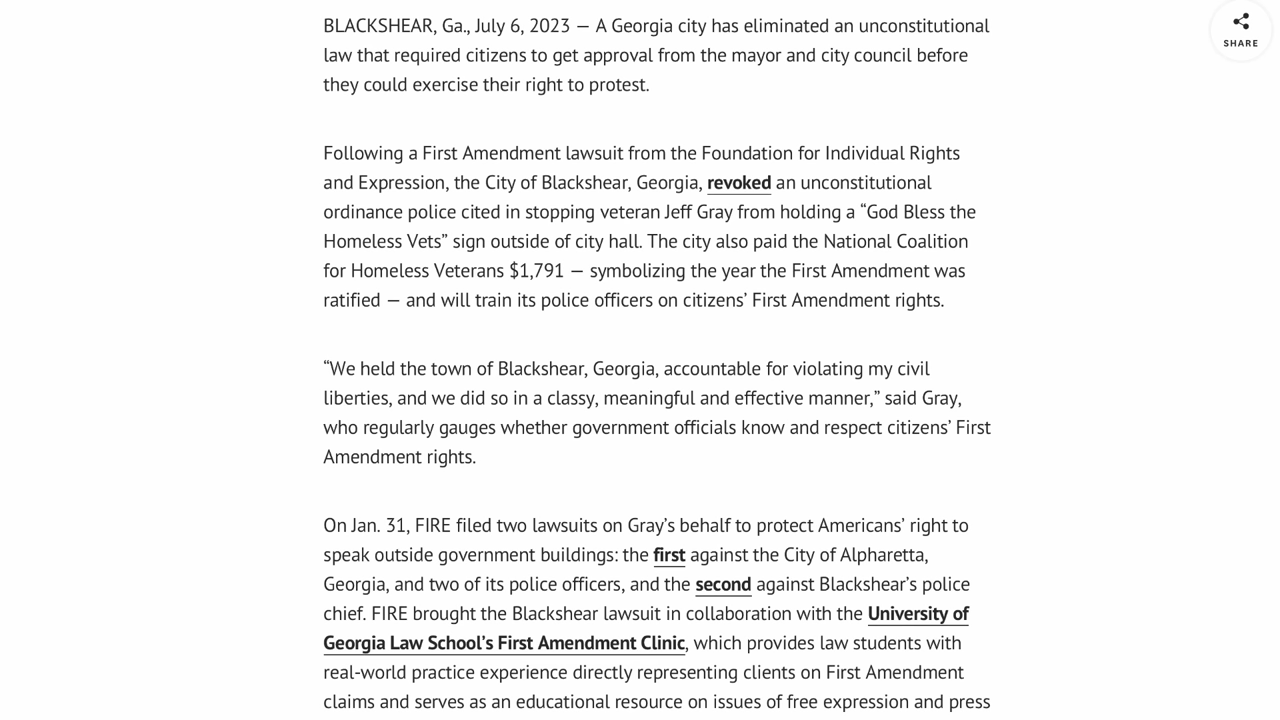 BLACKSHEAR, Ga., July 6, 2023 — A Georgia city has eliminated an unconstitutional
law that required citizens to get approval from the mayor and city council before
they could exercise their right to protest.
SHARE
Following a First Amendment lawsuit from the Foundation for Individual Rights
and Expression, the City of Blackshear, Georgia, revoked an unconstitutional
ordinance police cited in stopping veteran Jeff Gray from holding a “God Bless the
Homeless Vets” sign outside of city hall. The city also paid the National Coalition
for Homeless Veterans $1,791 — symbolizing the year the First Amendment was
ratified — and will train its police officers on citizens’ First Amendment rights.
“We held the town of Blackshear, Georgia, accountable for violating my civil
liberties, and we did so in a classy, meaningful and effective manner,” said Gray,
who regularly gauges whether government officials know and respect citizens’ First
Amendment rights.
On Jan. 31, FIRE filed two lawsuits on Gray’s behalf to protect Americans’ right to
speak outside government buildings: the first against the City of Alpharetta,
Georgia, and two of its police officers, and the second against Blackshear’s police
chief. FIRE brought the Blackshear lawsuit in collaboration with the University of
Georgia Law School’s First Amendment Clinic, which provides law students with
real-world practice experience directly representing clients on First Amendment
claims and serves as an educational resource on issues of free expression and press